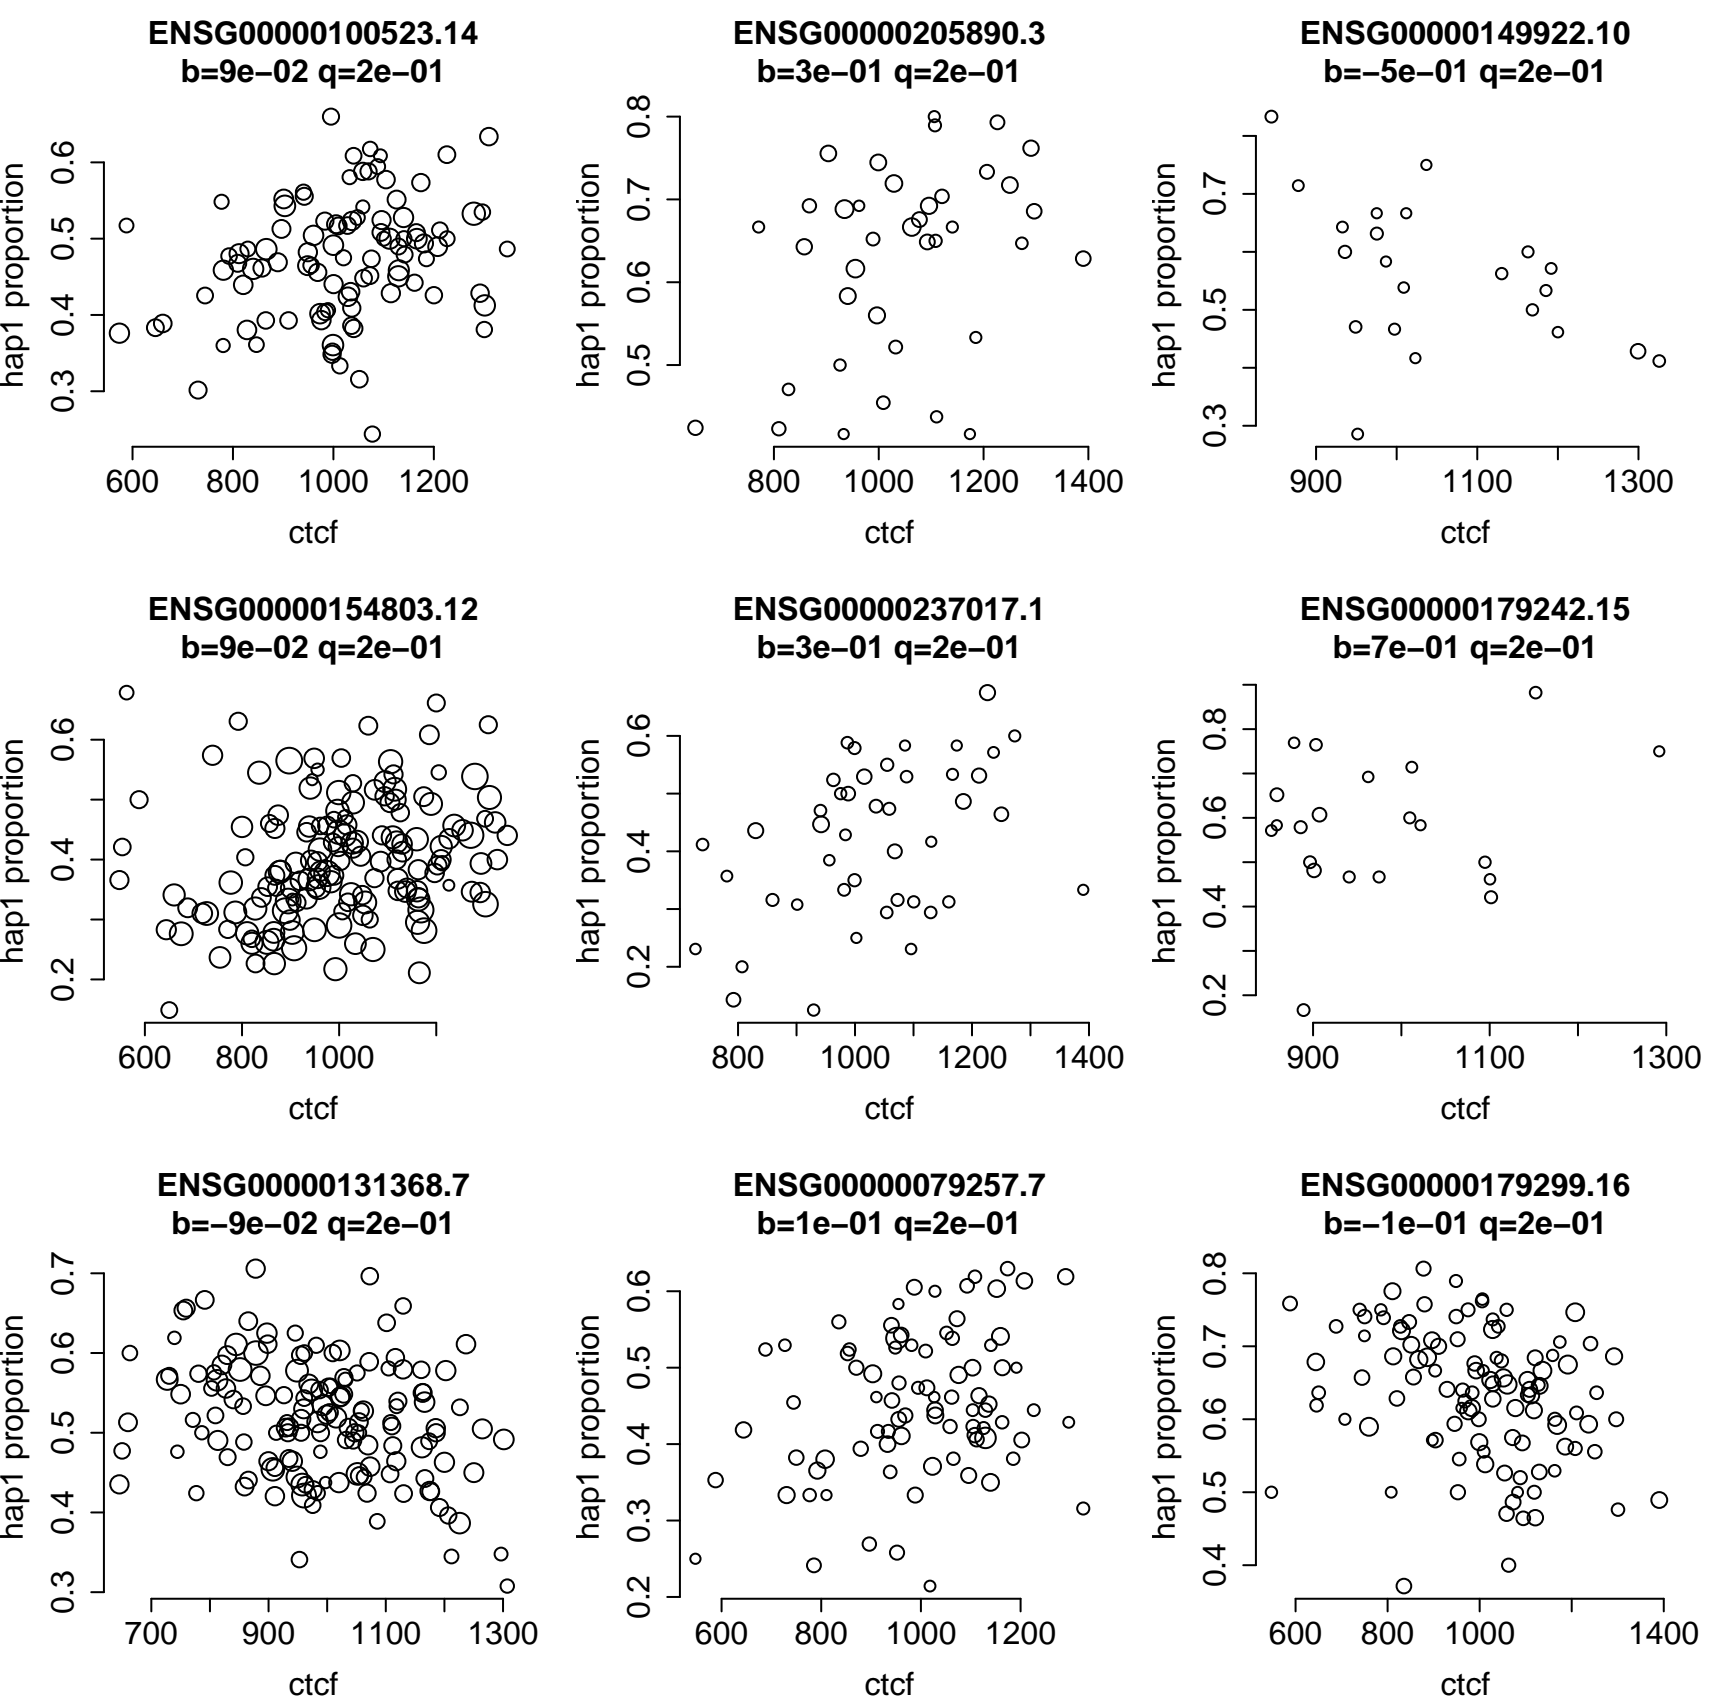 ENSG00000100523.14
b=9e−02 q=2e−01
hap1 proportion
0.3 0.4 0.5 0.6
600 800 1000 1200
ctcf
ENSG00000205890.3
b=3e−01 q=2e−01
hap1 proportion
0.5 0.6 0.7 0.8
800 1000 1200 1400
ctcf
ENSG00000149922.10
b=−5e−01 q=2e−01
hap1 proportion
0.3 0.5 0.7
900 1100 1300
ctcf
ENSG00000154803.12
b=9e−02 q=2e−01
hap1 proportion
0.2 0.4 0.6
600 800 1000
ctcf
ENSG00000237017.1
b=3e−01 q=2e−01
hap1 proportion
0.2 0.4 0.6
800 1000 1200 1400
ctcf
ENSG00000179242.15
b=7e−01 q=2e−01
hap1 proportion
0.2 0.4 0.6 0.8
900 1100 1300
ctcf
ENSG00000131368.7
b=−9e−02 q=2e−01
hap1 proportion
0.3 0.4 0.5 0.6 0.7
700 900 1100 1300
ctcf
ENSG00000079257.7
b=1e−01 q=2e−01
hap1 proportion
0.2 0.3 0.4 0.5 0.6
600 800 1000 1200
ctcf
ENSG00000179299.16
b=−1e−01 q=2e−01
hap1 proportion
0.4 0.5 0.6 0.7 0.8
600 800 1000 1400
ctcf